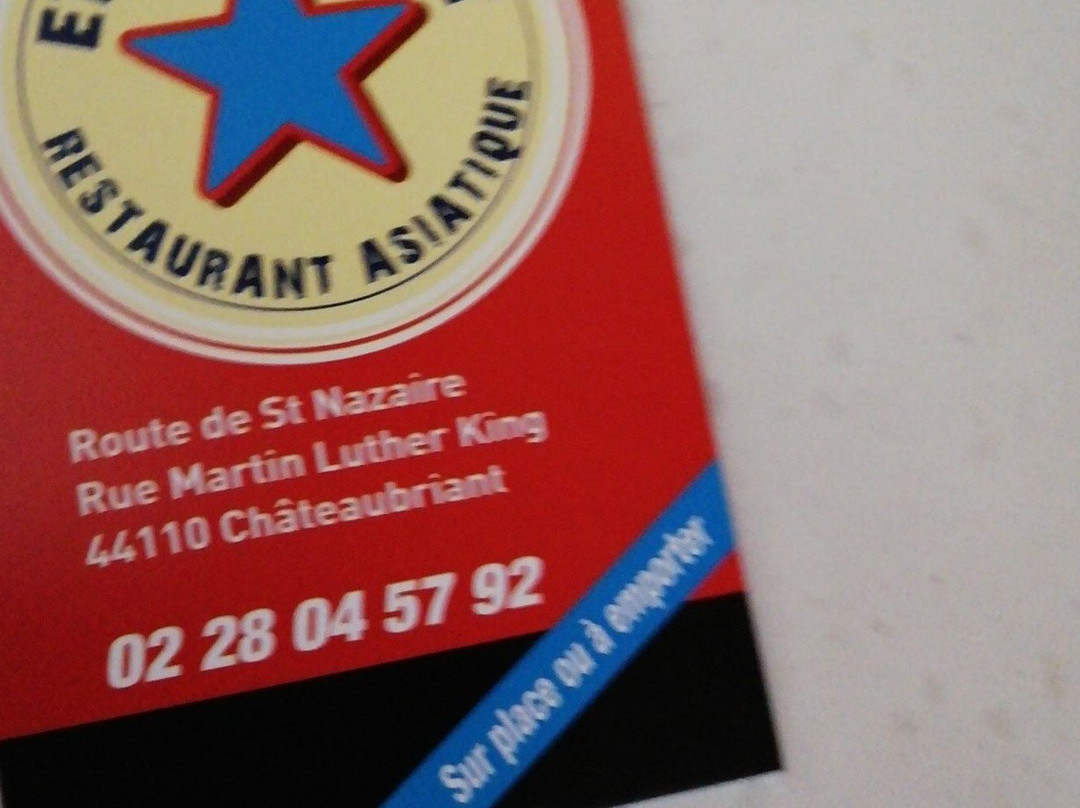 RESTAURANT ASIATIQUE
Route de St Nazaire
Rue Martin Luther King
44110 Châteaubriant
02 28 04 57 92
Sur place ou à emporter